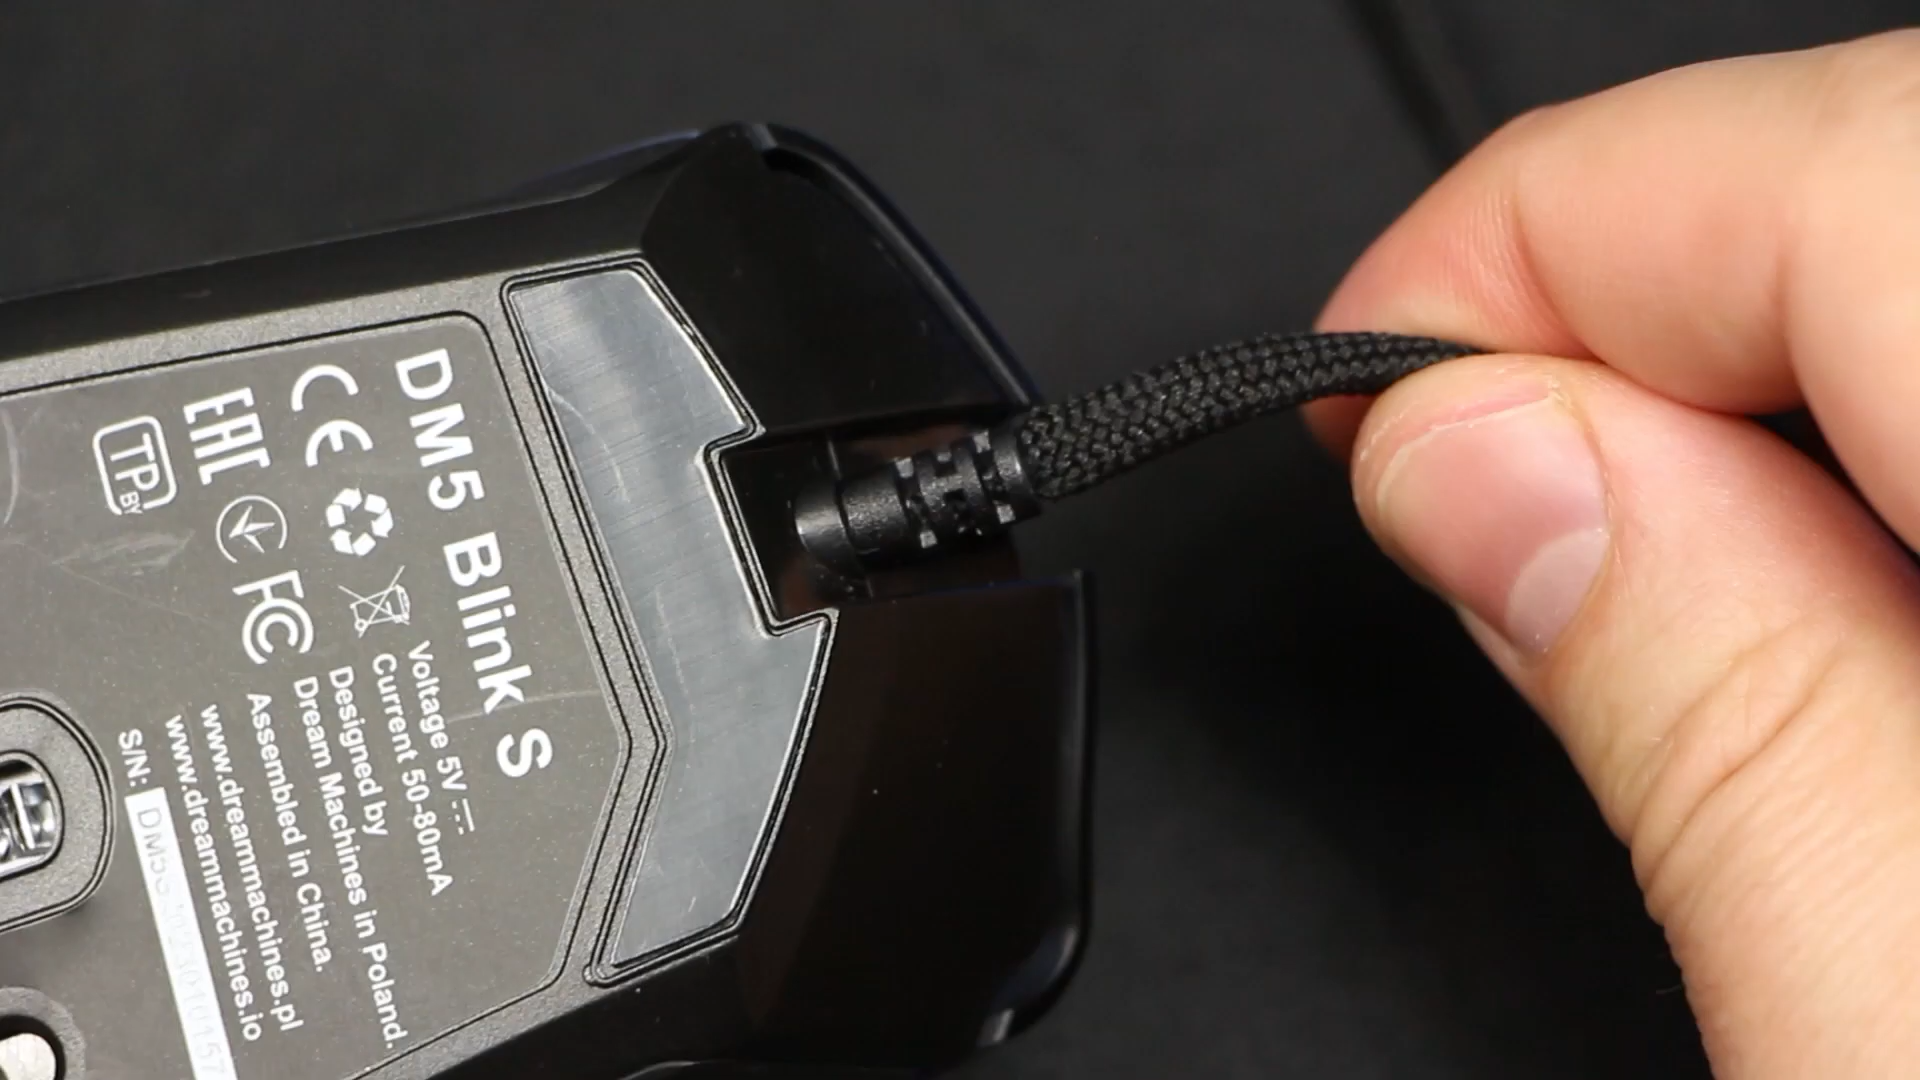 DM5 Blink S
Voltage 5V
Current 50-80mA
Designed by
Dream Machines in Poland.
Assembled in China.
www.dreammachines.pl
www.dreammachines.io
S/N:
CE
FC
EAC
TP
BY